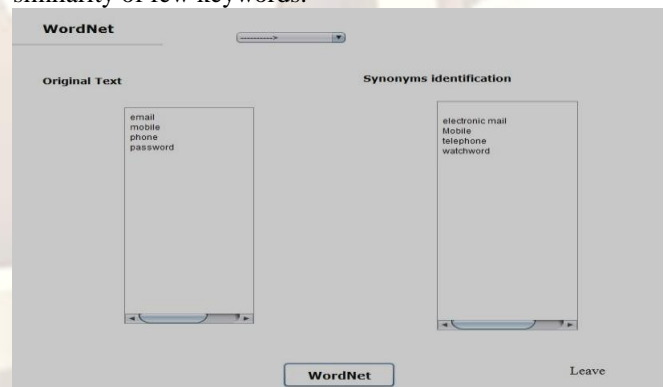 similarity of few keywords.
WordNet
---------->
Original Text
Synonyms identification
email
mobile
phone
password
electronic mail
Mobile
telephone
watchword
WordNet
Leave